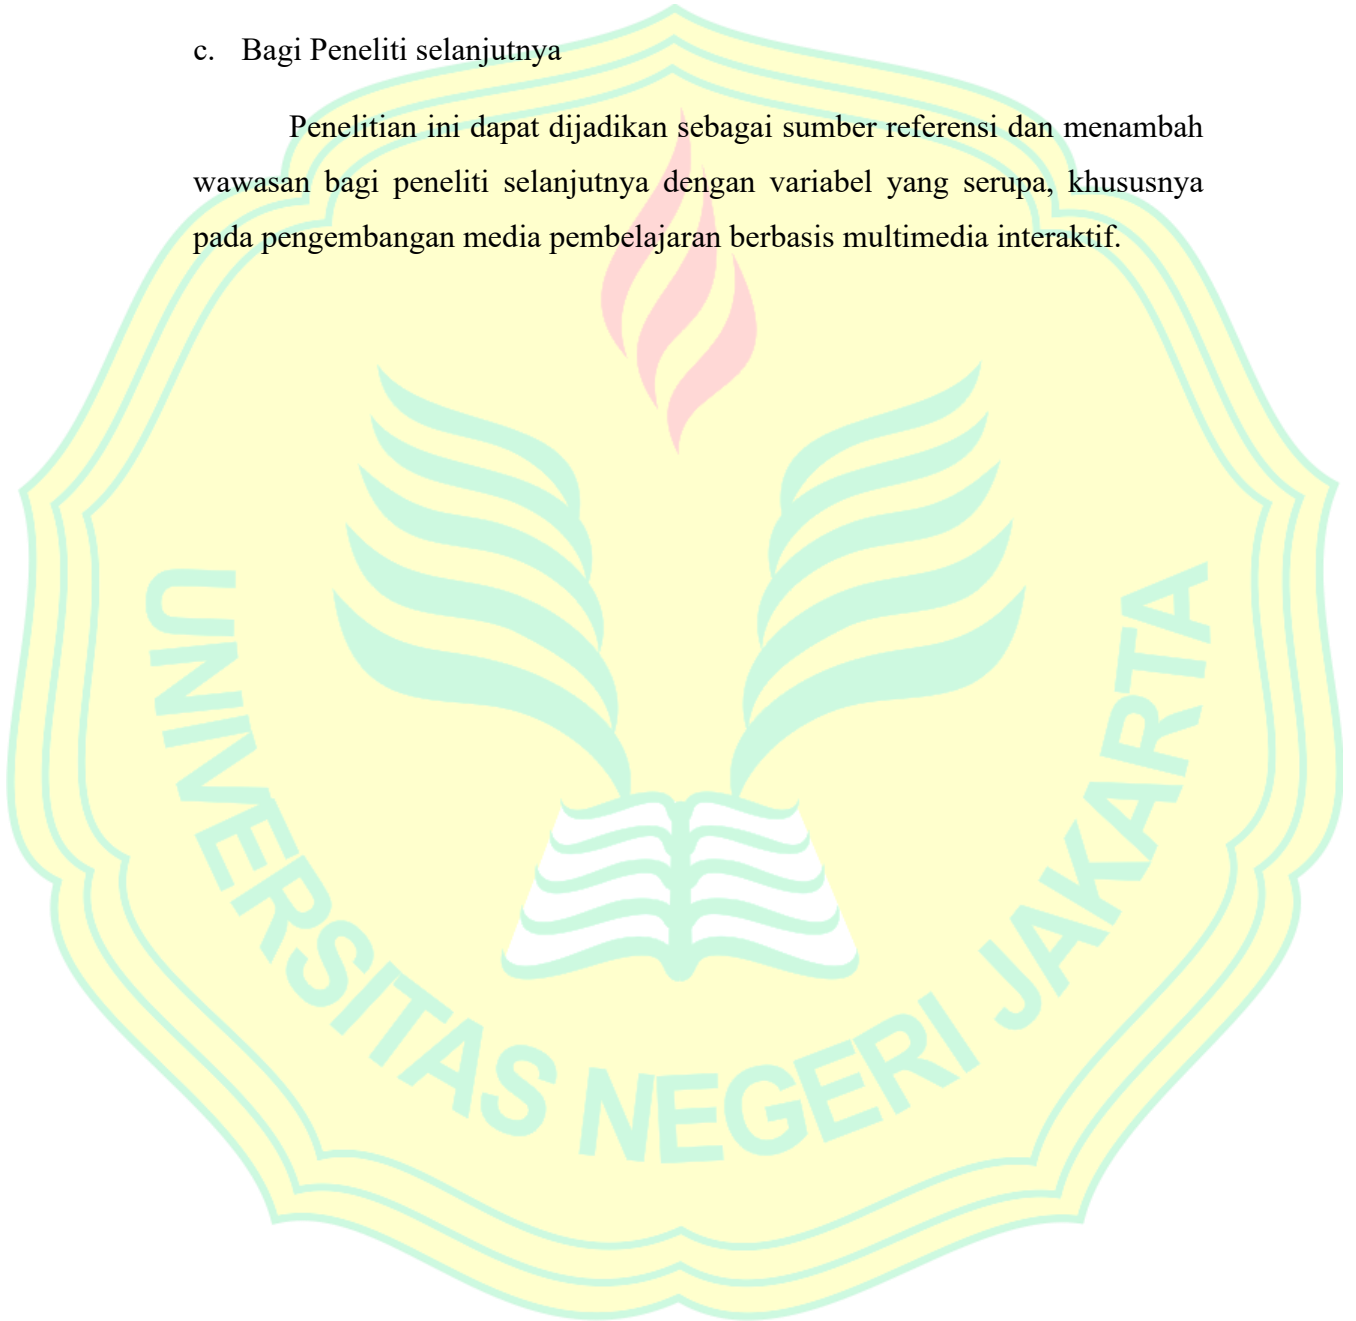 c. Bagi Peneliti selanjutnya
Penelitian ini dapat dijadikan sebagai sumber referensi dan menambah
wawasan bagi peneliti selanjutnya dengan variabel yang serupa, khususnya
pada pengembangan media pembelajaran berbasis multimedia interaktif.
UNIVERSITAS NEGERI JAKARTA